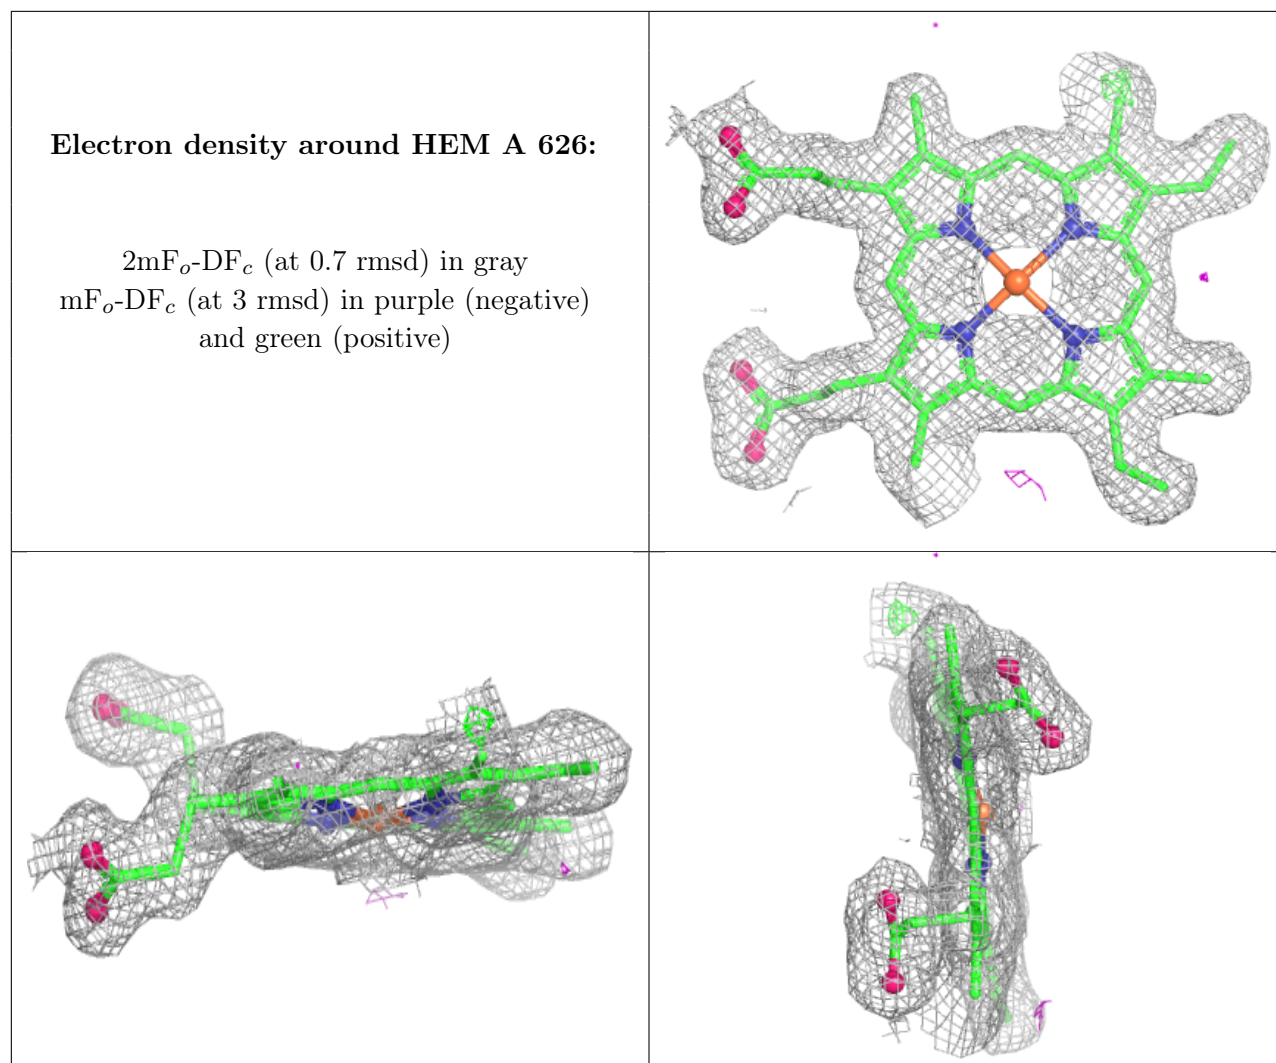 Electron density around HEM A 626:
2mFo-DFc (at 0.7 rmsd) in gray
mFo-DFc (at 3 rmsd) in purple (negative)
and green (positive)